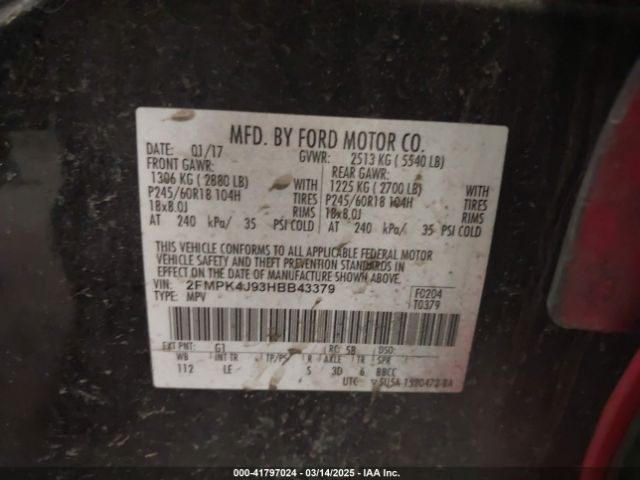 MFD. BY FORD MOTOR CO.
DATE: 01/17 GVWR: 2513 KG ( 5540 LB)
FRONT GAWR: REAR GAWR:
1306 KG ( 2880 LB) WITH 1225 KG ( 2700 LB) WITH
P245/60R18 104H TIRES P245/60R18 104H TIRES
18x8.0J RIMS 18x8.0J RIMS
AT 240 kPa/ 35 PSI COLD AT 240 kPa/ 35 PSI COLD
THIS VEHICLE CONFORMS TO ALL APPLICABLE FEDERAL MOTOR
VEHICLE SAFETY AND THEFT PREVENTION STANDARDS IN
EFFECT ON THE DATE OF MANUFACTURE SHOWN ABOVE.
VIN: 2FMPK4J93HBB43379 F0204
TYPE: MPV T0379
EXT PNT: G1 RC: 58 DSO:
WB INT TR TP/PS R AXLE TR SPR
112 LE S 3D 6 BBCC
UTC
000-41797024 | 03/14/2025 | IAA Inc.